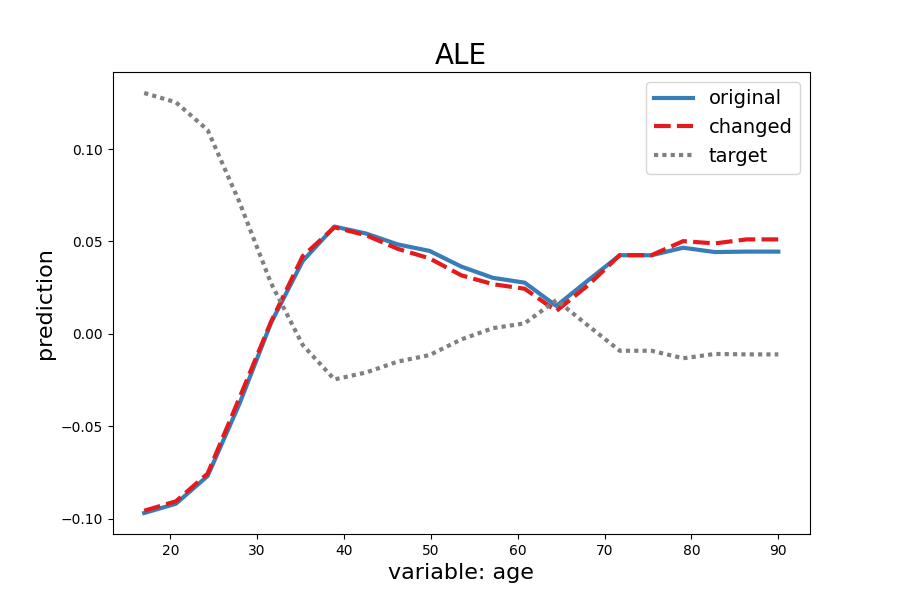 ALE
original
changed
target
0.10
0.05
0.00
−0.05
−0.10
prediction
20 30 40 50 60 70 80 90
variable: age